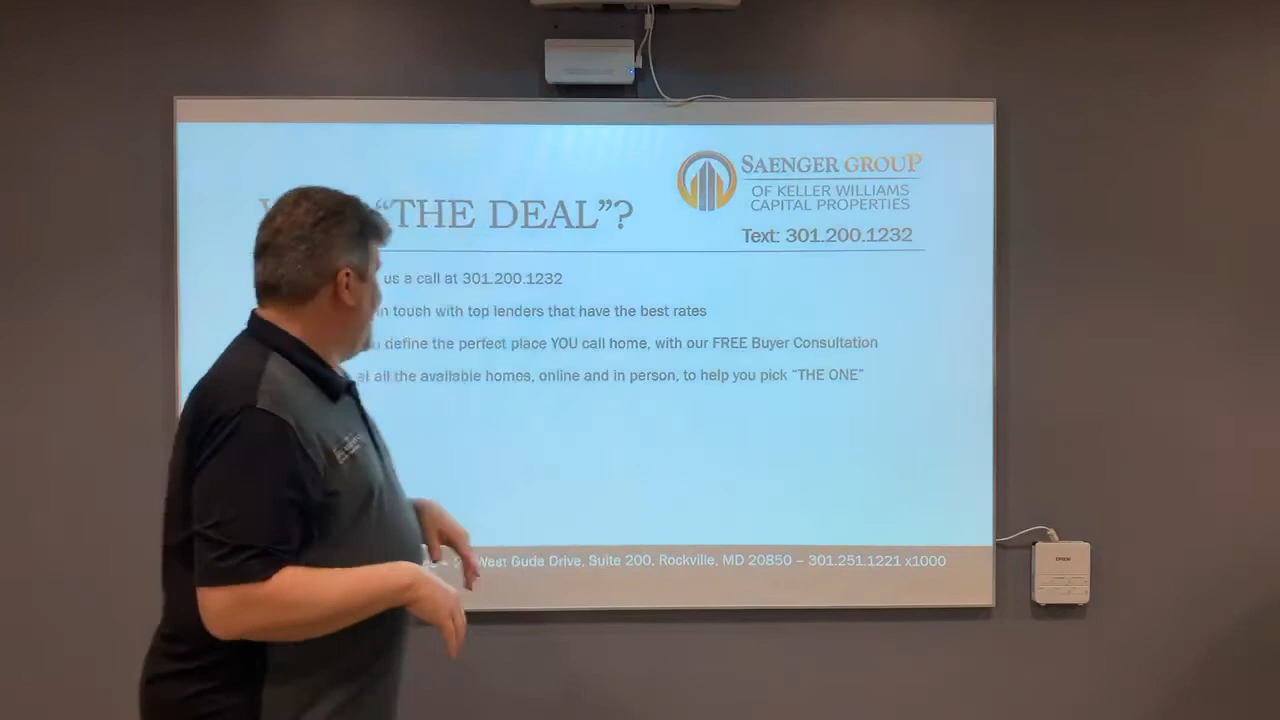 SAENGER GROUP
OF KELLER WILLIAMS
CAPITAL PROPERTIES
"THE DEAL"?
Text: 301.200.1232
us a call at 301.200.1232
in touch with top lenders that have the best rates
define the perfect place YOU call home, with our FREE Buyer Consultation
at all the available homes, online and in person, to help you pick "THE ONE"
West Gude Drive, Suite 200, Rockville, MD 20850 – 301.251.1221 x1000
EPSON